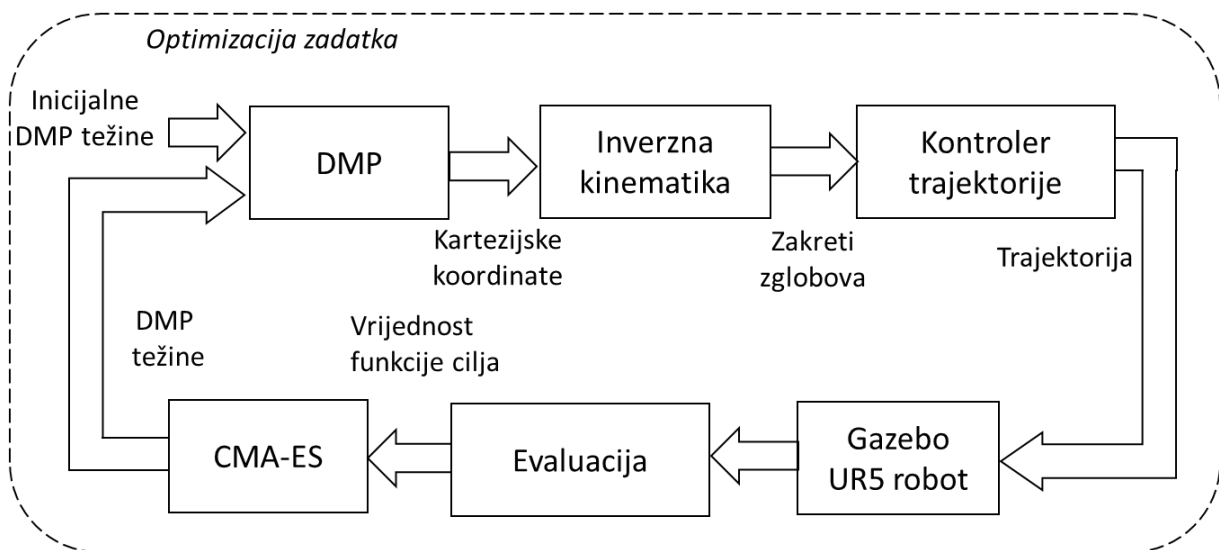 Optimizacija zadatka
Inicijalne
DMP težine
DMP
Inverzna
kinematika
Kontroler
trajektorije
Kartezijske
koordinate
Zakreti
zglobova
Trajektorija
DMP
težine
Vrijednost
funkcije cilja
CMA-ES
Evaluacija
Gazebo
UR5 robot